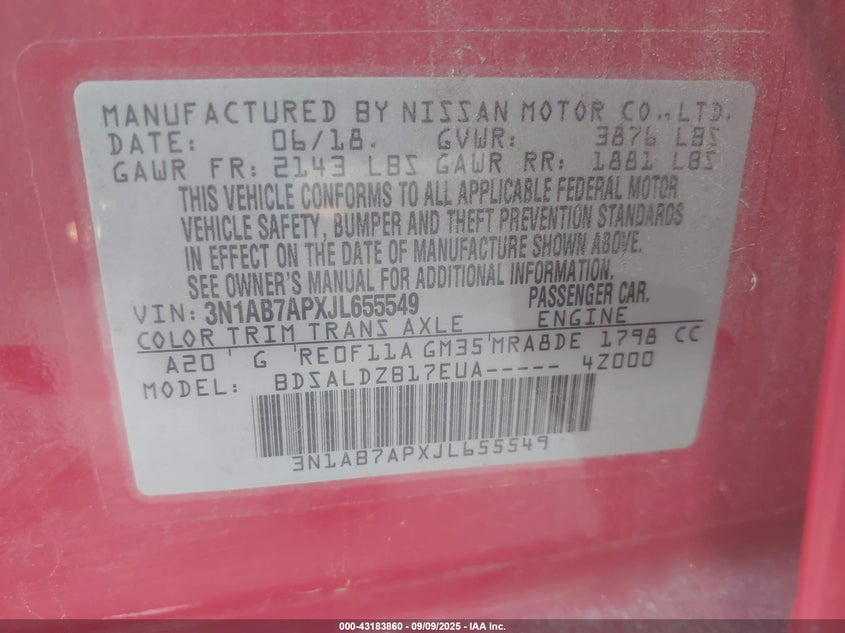 MANUFACTURED BY NISSAN MOTOR CO.,LTD.
DATE: 06/18. GVWR: 3876 LBS
GAWR FR: 2143 LBS GAWR RR: 1881 LBS
THIS VEHICLE CONFORMS TO ALL APPLICABLE FEDERAL MOTOR
VEHICLE SAFETY, BUMPER AND THEFT PREVENTION STANDARDS
IN EFFECT ON THE DATE OF MANUFACTURE SHOWN ABOVE.
SEE OWNER'S MANUAL FOR ADDITIONAL INFORMATION.
VIN: 3N1AB7APXJL655549 PASSENGER CAR.
COLOR TRIM TRANS AXLE ENGINE
A20 G RE0F11A GM35 MRA8DE 1798 CC
MODEL: BDSALDZB17EUA----- 4Z000
3N1AB7APXJL655549
000-43183860 - 09/09/2025 - IAA Inc.